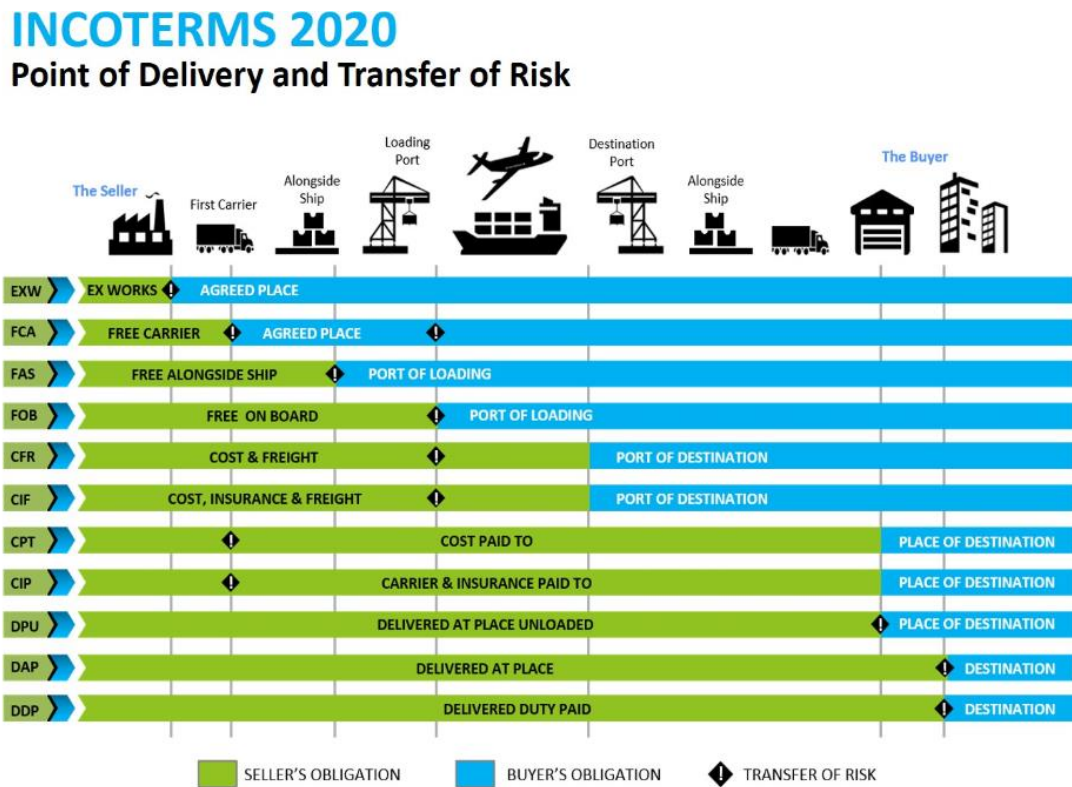 INCOTERMS 2020
Point of Delivery and Transfer of Risk
The Seller
First Carrier
Alongside
Ship
Loading
Port
Destination
Port
Alongside
Ship
The Buyer
EXW EX WORKS ! AGREED PLACE
FCA FREE CARRIER ! AGREED PLACE !
FAS FREE ALONGSIDE SHIP ! PORT OF LOADING
FOB FREE ON BOARD ! PORT OF LOADING
CFR COST & FREIGHT ! PORT OF DESTINATION
CIF COST, INSURANCE & FREIGHT ! PORT OF DESTINATION
CPT ! COST PAID TO PLACE OF DESTINATION
CIP ! CARRIER & INSURANCE PAID TO PLACE OF DESTINATION
DPU DELIVERED AT PLACE UNLOADED ! PLACE OF DESTINATION
DAP DELIVERED AT PLACE ! DESTINATION
DDP DELIVERED DUTY PAID ! DESTINATION
SELLER'S OBLIGATION BUYER'S OBLIGATION ! TRANSFER OF RISK